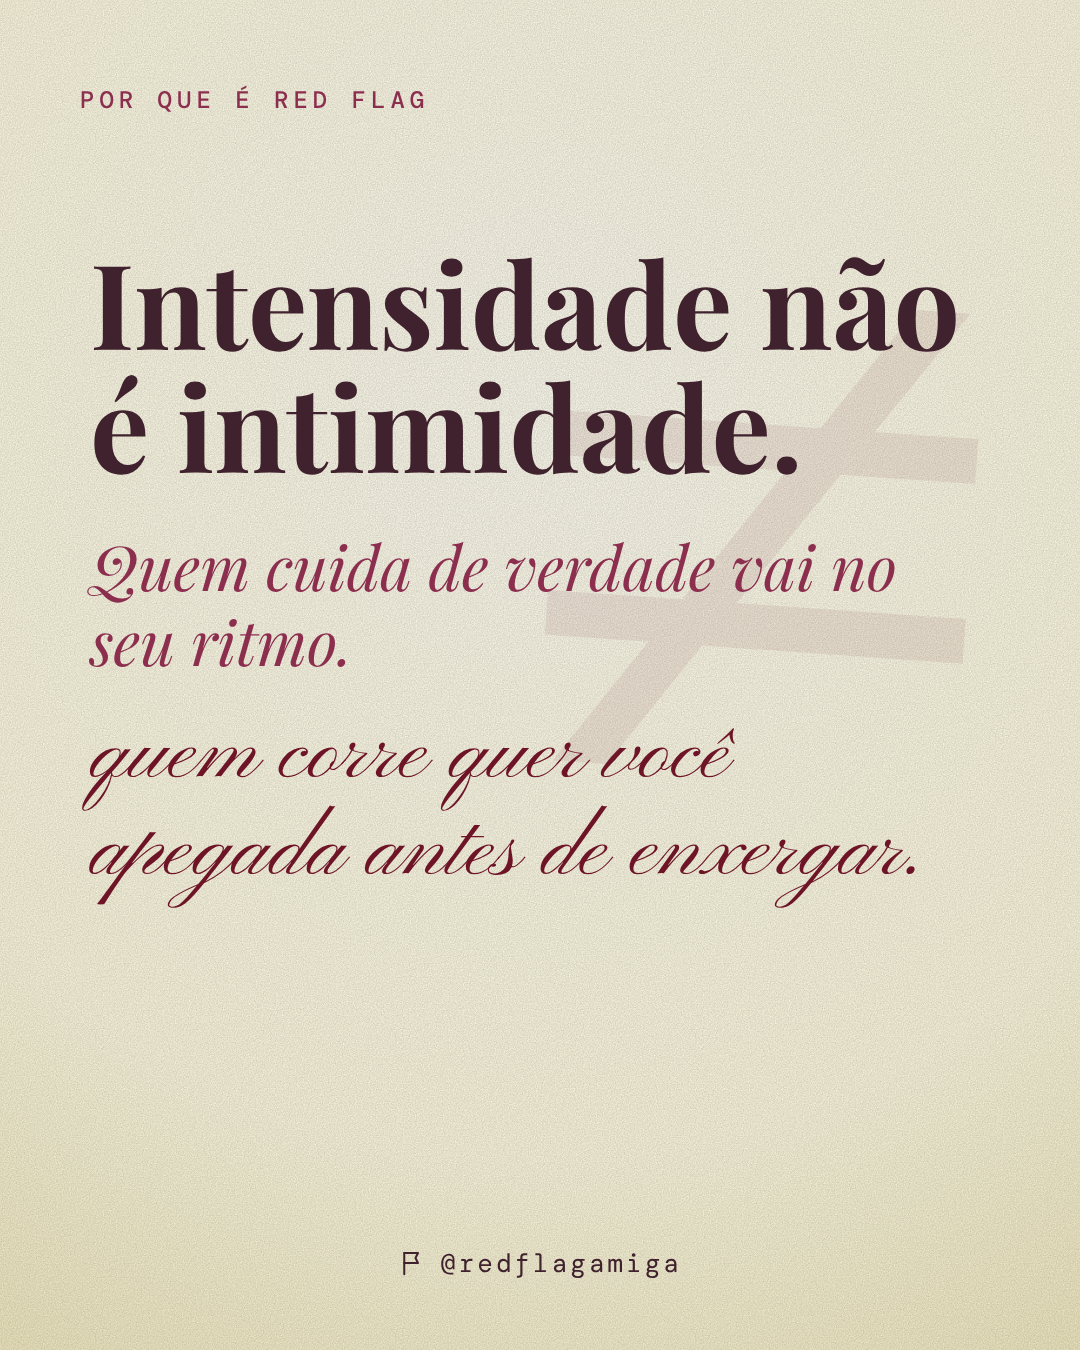 POR QUE É RED FLAG
Intensidade não
é intimidade.
Quem cuida de verdade vai no
seu ritmo.
quem corre quer você
apegada antes de enxergar.
≠
@redflagamiga